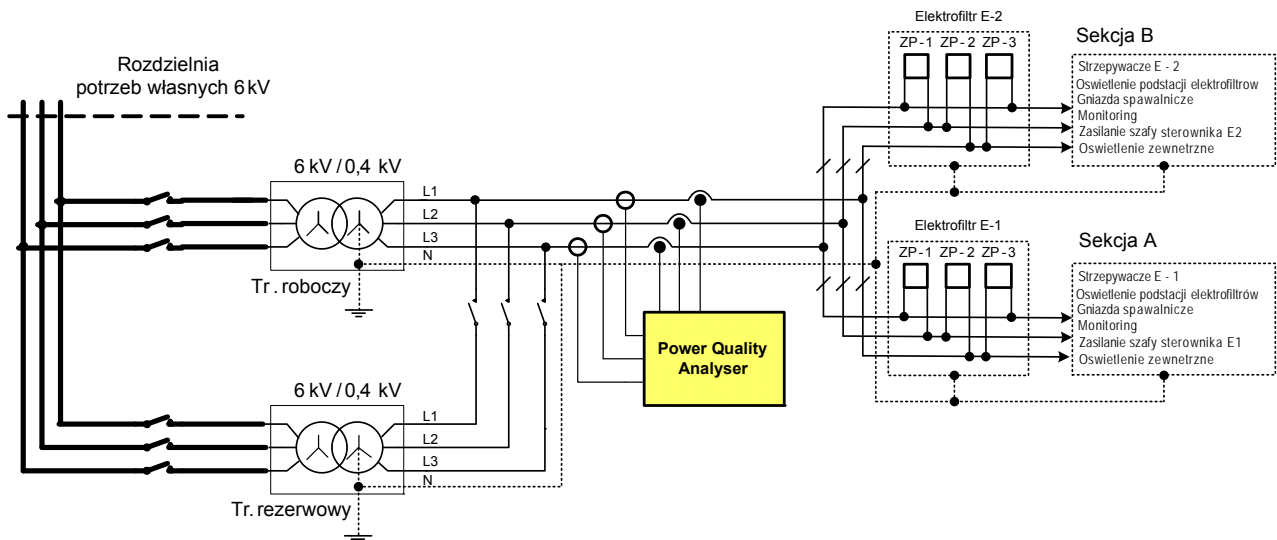 Rozdzielnia
potrzeb własnych 6 kV
6 kV / 0,4 kV
L1
L2
L3
N
Tr. roboczy
6 kV / 0,4 kV
L1
L2
L3
N
Tr. rezerwowy
Power Quality
Analyser
Elektrofiltr E-2
ZP-1 ZP-2 ZP-3
Sekcja B
Strzepywacze E - 2
Oswietlenie podstacji elektrofiltrow
Gniazda spawalnicze
Monitoring
Zasilanie szafy sterownika E2
Oswietlenie zewnetrzne
Elektrofiltr E-1
ZP-1 ZP-2 ZP-3
Sekcja A
Strzepywacze E - 1
Oswietlenie podstacji elektrofiltrów
Gniazda spawalnicze
Monitoring
Zasilanie szafy sterownika E1
Oswietlenie zewnetrzne